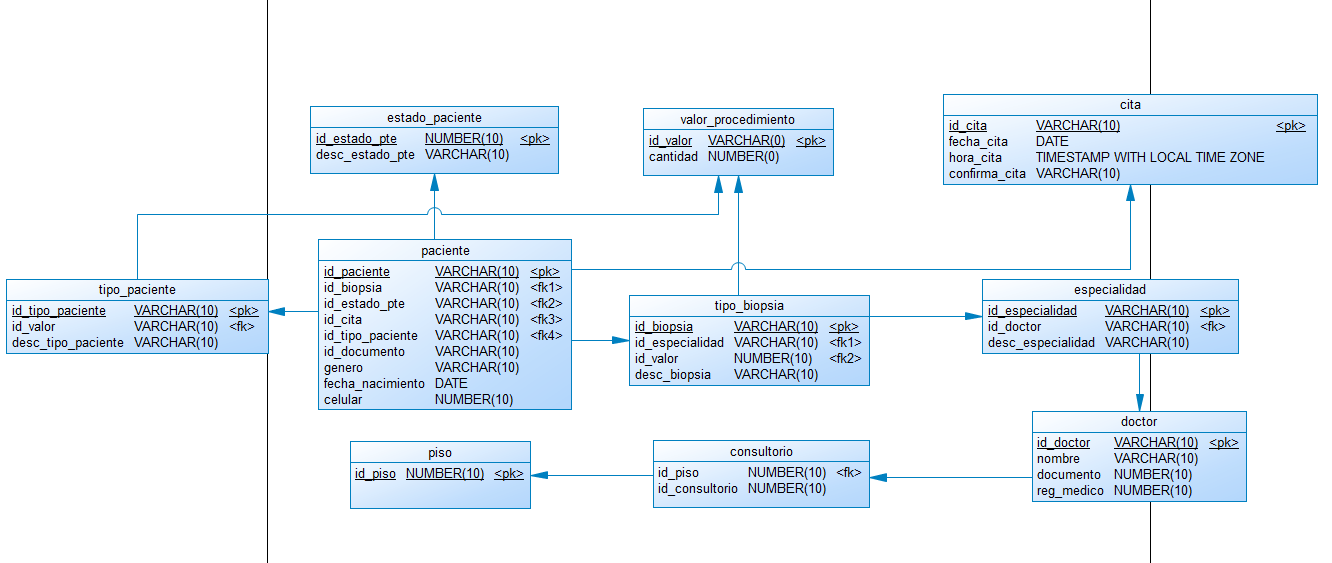 estado_paciente
id_estado_pte NUMBER(10) <pk>
desc_estado_pte VARCHAR(10)
valor_procedimiento
id_valor VARCHAR(0) <pk>
cantidad NUMBER(0)
cita
id_cita VARCHAR(10) <pk>
fecha_cita DATE
hora_cita TIMESTAMP WITH LOCAL TIME ZONE
confirma_cita VARCHAR(10)
tipo_paciente
id_tipo_paciente VARCHAR(10) <pk>
id_valor VARCHAR(10) <fk>
desc_tipo_paciente VARCHAR(10)
paciente
id_paciente VARCHAR(10) <pk>
id_biopsia VARCHAR(10) <fk1>
id_estado_pte VARCHAR(10) <fk2>
id_cita VARCHAR(10) <fk3>
id_tipo_paciente VARCHAR(10) <fk4>
id_documento VARCHAR(10)
genero VARCHAR(10)
fecha_nacimiento DATE
celular NUMBER(10)
tipo_biopsia
id_biopsia VARCHAR(10) <pk>
id_especialidad VARCHAR(10) <fk1>
id_valor NUMBER(10) <fk2>
desc_biopsia VARCHAR(10)
especialidad
id_especialidad VARCHAR(10) <pk>
id_doctor VARCHAR(10) <fk>
desc_especialidad VARCHAR(10)
piso
id_piso NUMBER(10) <pk>
consultorio
id_piso NUMBER(10) <fk>
id_consultorio NUMBER(10)
doctor
id_doctor VARCHAR(10) <pk>
nombre VARCHAR(10)
documento NUMBER(10)
reg_medico NUMBER(10)